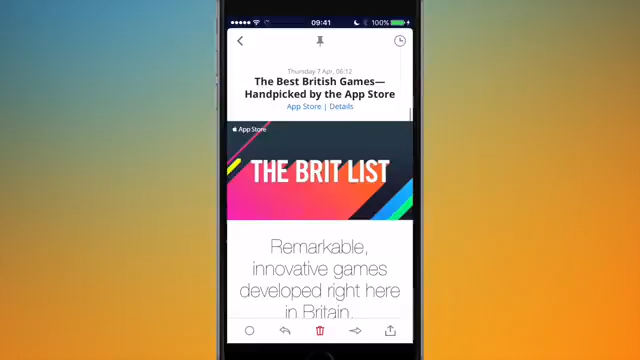 09:41
100%
Thursday 7 Apr, 06:12
The Best British Games—
Handpicked by the App Store
App Store | Details
App Store
THE BRIT LIST
Remarkable,
innovative games
developed right here
in Britain.